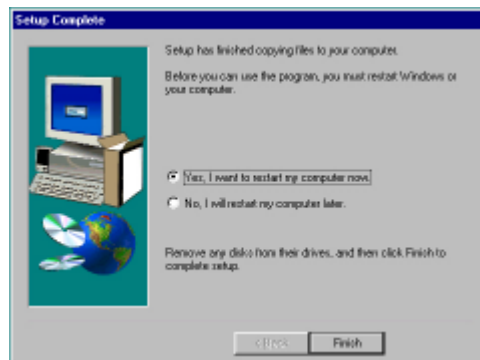 Setup Complete
Setup has finished copying files to your computer.
Before you can use the program, you must restart Windows or
your computer.
Yes, I want to restart my computer now.
No, I will restart my computer later.
Remove any disks from their drives, and then click Finish to
complete setup.
< Back
Finish